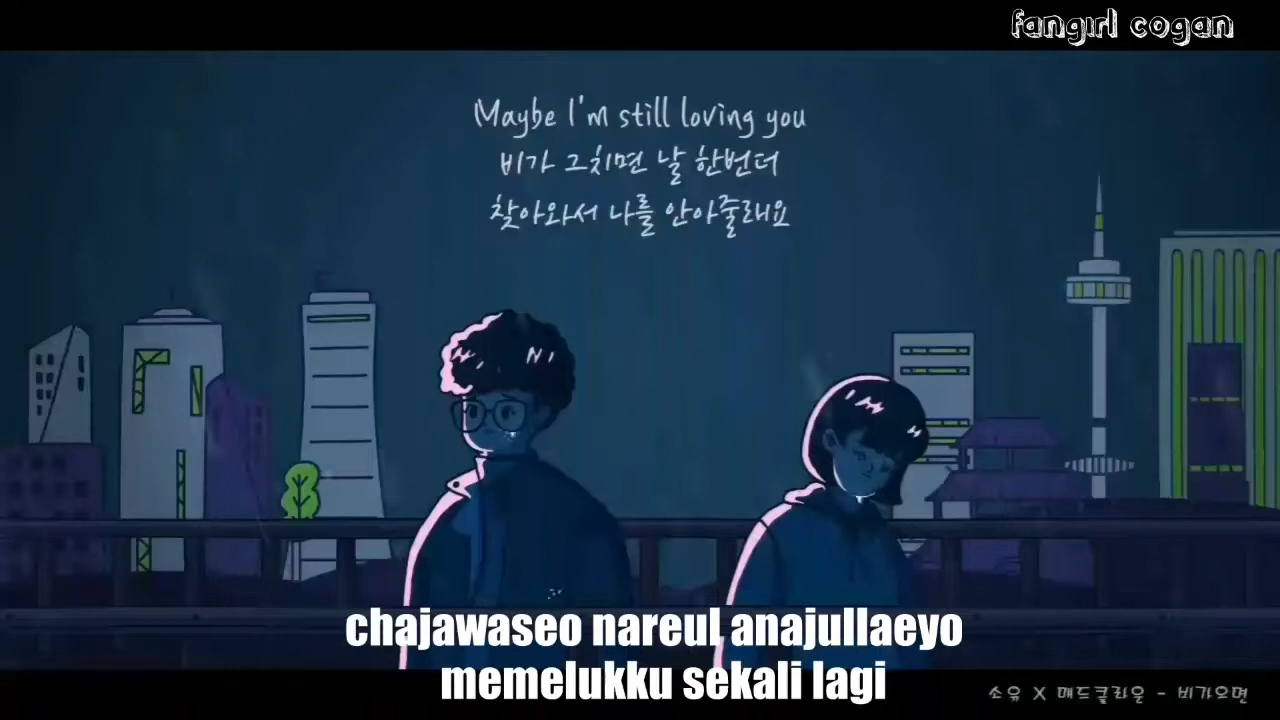 fangirl cogan
Maybe I'm still loving you
비가 그치면 날 한번더
찾아와서 나를 안아줄래요
chajawaseo nareul anajullaeyo
memelukku sekali lagi
소유 X 매드클라운 - 비가오면